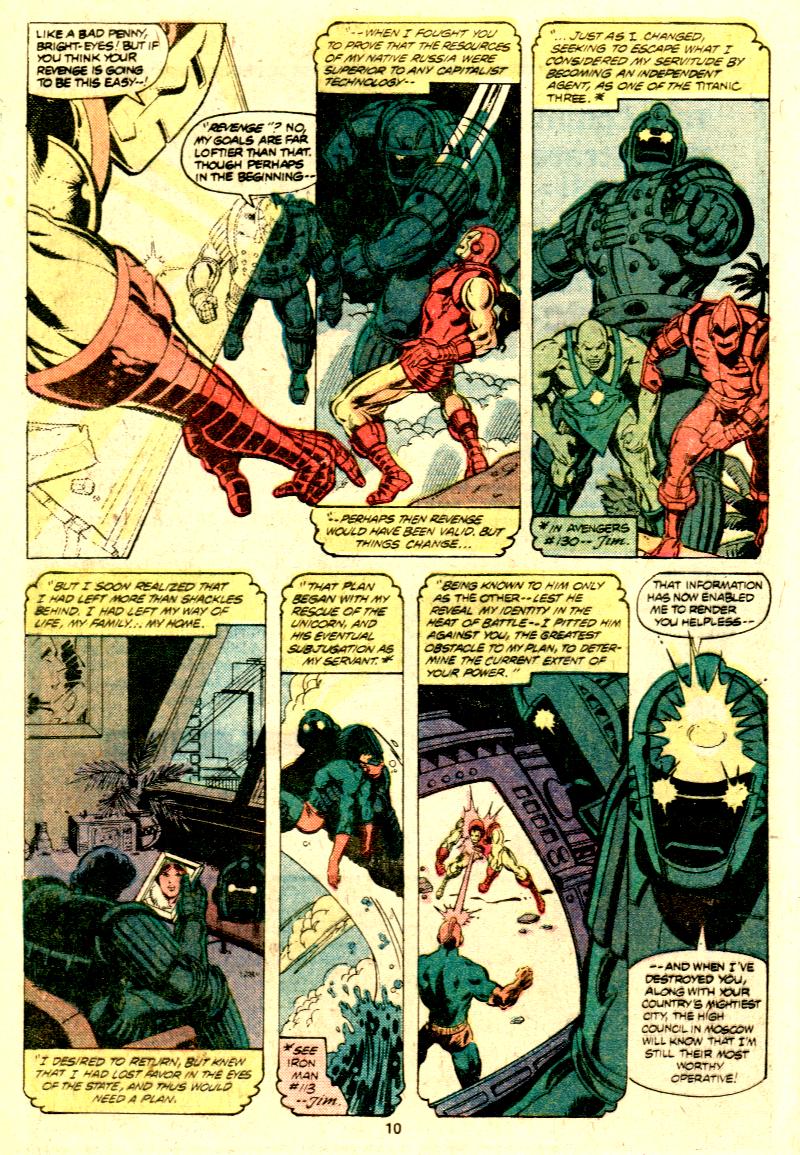 LIKE A BAD PENNY,
BRIGHT-EYES! BUT IF
YOU THINK YOUR
REVENGE IS GOING
TO BE THIS EASY--!
"REVENGE"? NO,
MY GOALS ARE FAR
LOFTIER THAN THAT.
THOUGH PERHAPS
IN THE BEGINNING--
"--WHEN I FOUGHT YOU
TO PROVE THAT THE RESOURCES
OF MY NATIVE RUSSIA WERE
SUPERIOR TO ANY CAPITALIST
TECHNOLOGY--
"--PERHAPS THEN REVENGE
WOULD HAVE BEEN VALID. BUT
THINGS CHANGE...
"...JUST AS I CHANGED,
SEEKING TO ESCAPE WHAT I
CONSIDERED MY SERVITUDE BY
BECOMING AN INDEPENDENT
AGENT, AS ONE OF THE TITANIC
THREE.*
*IN AVENGERS
#130--Jim.
"BUT I SOON REALIZED THAT
I HAD LEFT MORE THAN SHACKLES
BEHIND. I HAD LEFT MY WAY OF
LIFE, MY FAMILY... MY HOME.
"I DESIRED TO RETURN, BUT KNEW
THAT I HAD LOST FAVOR IN THE EYES
OF THE STATE, AND THUS WOULD
NEED A PLAN.
"THAT PLAN
BEGAN WITH MY
RESCUE OF THE
UNICORN, AND
HIS EVENTUAL
SUBJUGATION AS
MY SERVANT.*
*SEE
IRON
MAN
#113
--Jim.
"BEING KNOWN TO HIM ONLY
AS THE OTHER--LEST HE
REVEAL MY IDENTITY IN THE
HEAT OF BATTLE--I PITTED HIM
AGAINST YOU, THE GREATEST
OBSTACLE TO MY PLAN, TO DETER-
MINE THE CURRENT EXTENT OF
YOUR POWER."
THAT INFORMATION
HAS NOW ENABLED
ME TO RENDER
YOU HELPLESS--
--AND WHEN I'VE
DESTROYED YOU,
ALONG WITH YOUR
COUNTRY'S MIGHTIEST
CITY, THE HIGH
COUNCIL IN MOSCOW
WILL KNOW THAT I'M
STILL THEIR MOST
WORTHY
OPERATIVE!
10